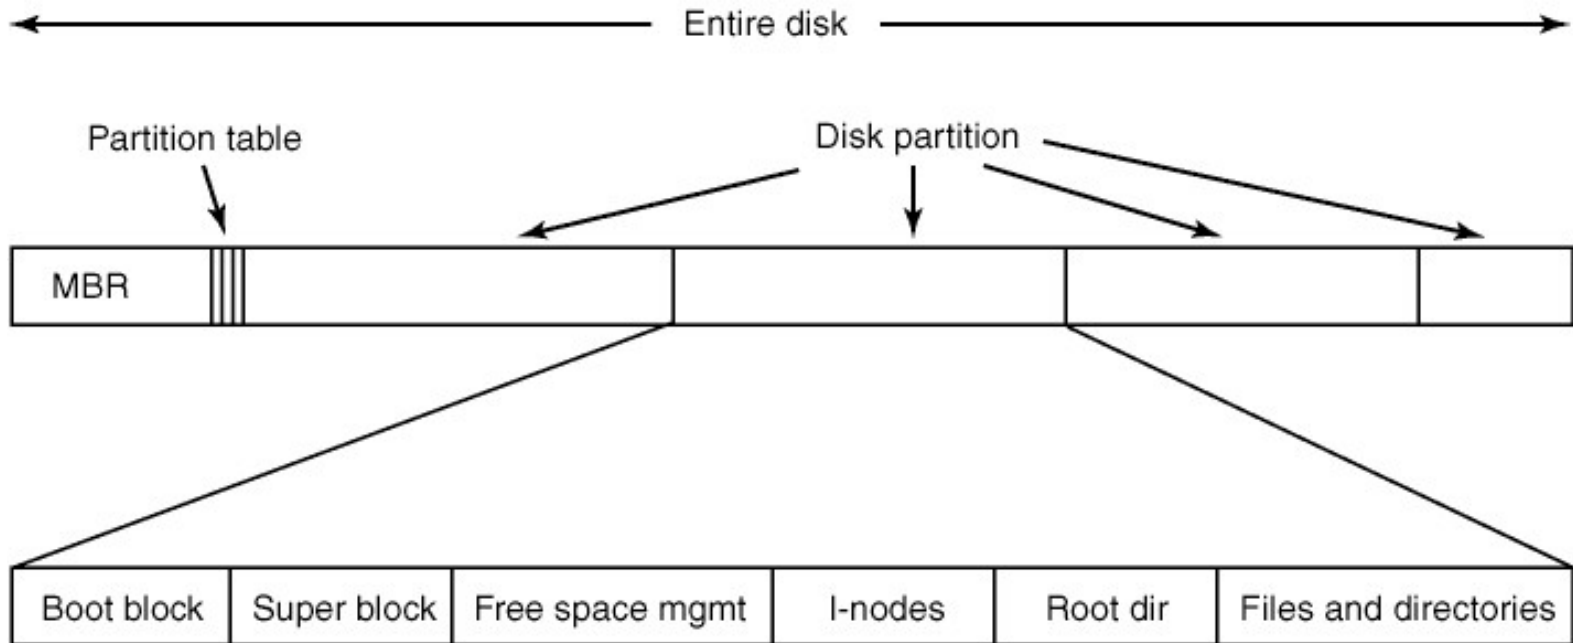 Entire disk
Partition table
Disk partition
MBR
Boot block
Super block
Free space mgmt
I-nodes
Root dir
Files and directories